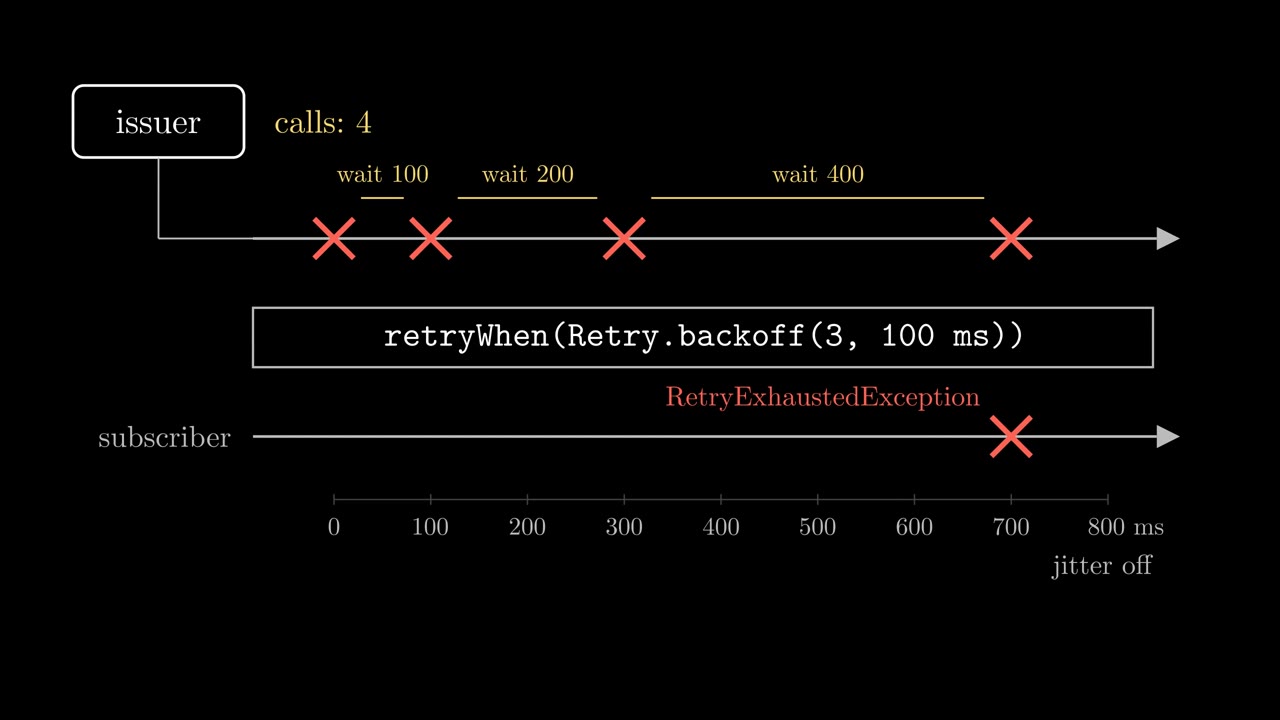 issuer
calls: 4
wait 100
wait 200
wait 400
retryWhen(Retry.backoff(3, 100 ms))
RetryExhaustedException
subscriber
0 100 200 300 400 500 600 700 800 ms
jitter off